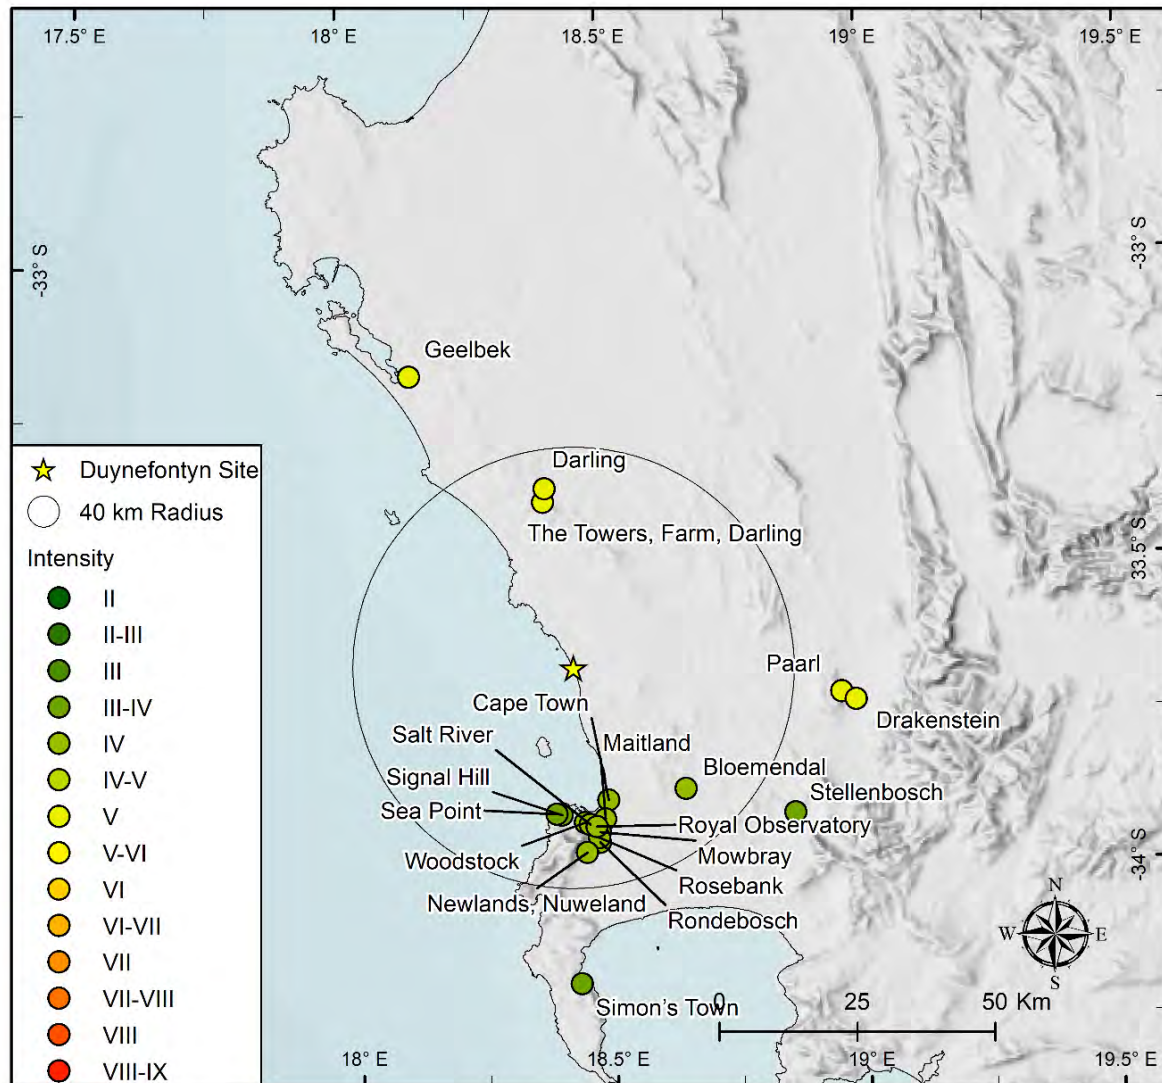 17.5° E
18° E
18.5° E
19° E
19.5° E
-33° S
-33° S
Geelbek
Darling
The Towers, Farm, Darling
33.5° S
Paarl
Drakenstein
Cape Town
Salt River
Maitland
Signal Hill
Bloemendal
Sea Point
Stellenbosch
Royal Observatory
Woodstock
Mowbray
-34° S
Rosebank
Newlands, Nuweland
Rondebosch
N
W
E
S
Simon's Town
0
25
50 Km
Duynefontyn Site
40 km Radius
Intensity
II
II-III
III
III-IV
IV
IV-V
V
V-VI
VI
VI-VII
VII
VII-VIII
VIII
VIII-IX
18° E
18.5° E
19° E
19.5° E